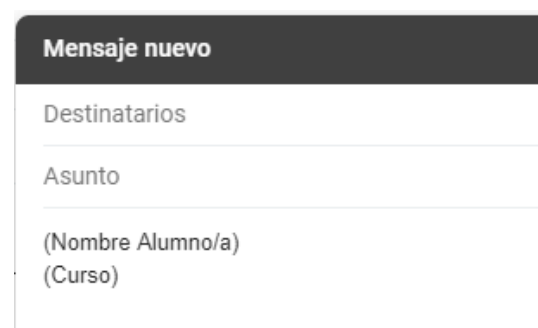 Mensaje nuevo
Destinatarios
Asunto
(Nombre Alumno/a)
(Curso)